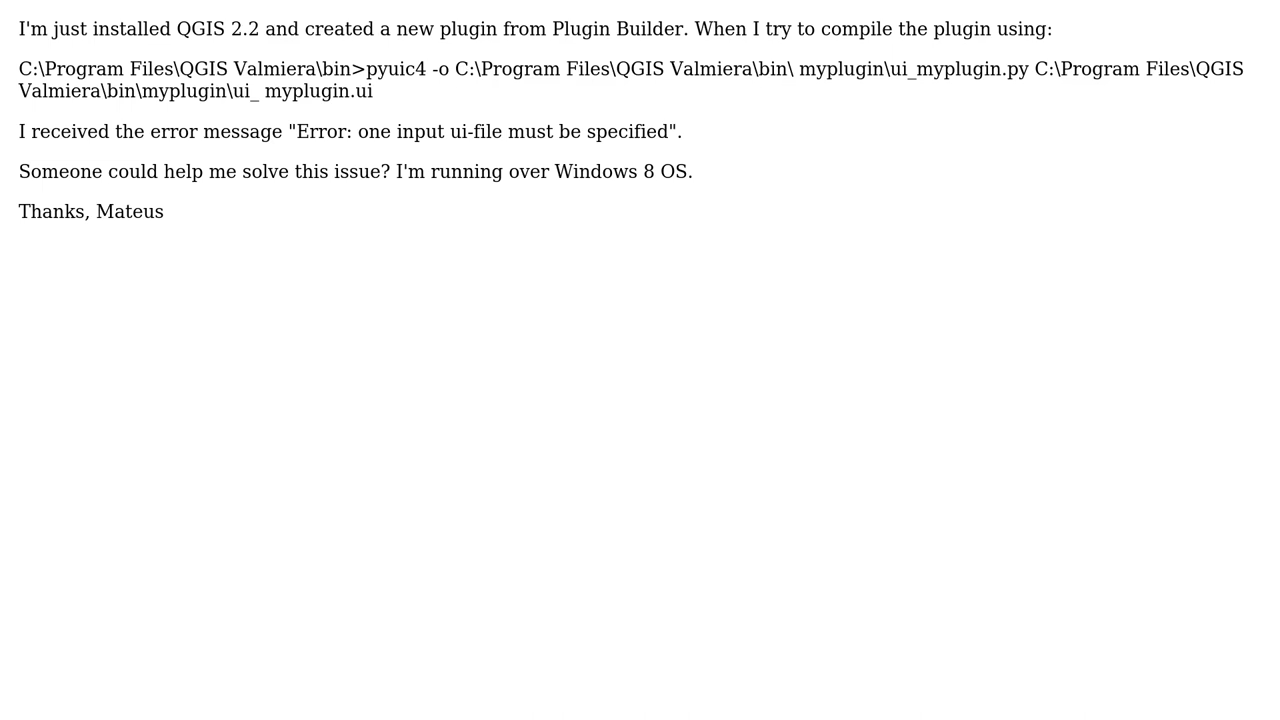 I'm just installed QGIS 2.2 and created a new plugin from Plugin Builder. When I try to compile the plugin using:
C:\Program Files\QGIS Valmiera\bin>pyuic4 -o C:\Program Files\QGIS Valmiera\bin\ myplugin\ui_myplugin.py C:\Program Files\QGIS
Valmiera\bin\myplugin\ui_ myplugin.ui
I received the error message "Error: one input ui-file must be specified".
Someone could help me solve this issue? I'm running over Windows 8 OS.
Thanks, Mateus